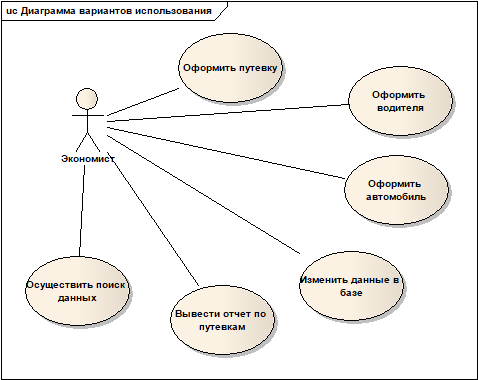 uc Диаграмма вариантов использования
Оформить путевку
Оформить
водителя
Экономист
Оформить
автомобиль
Осуществить поиск
данных
Изменить данные в
базе
Вывести отчет по
путевкам